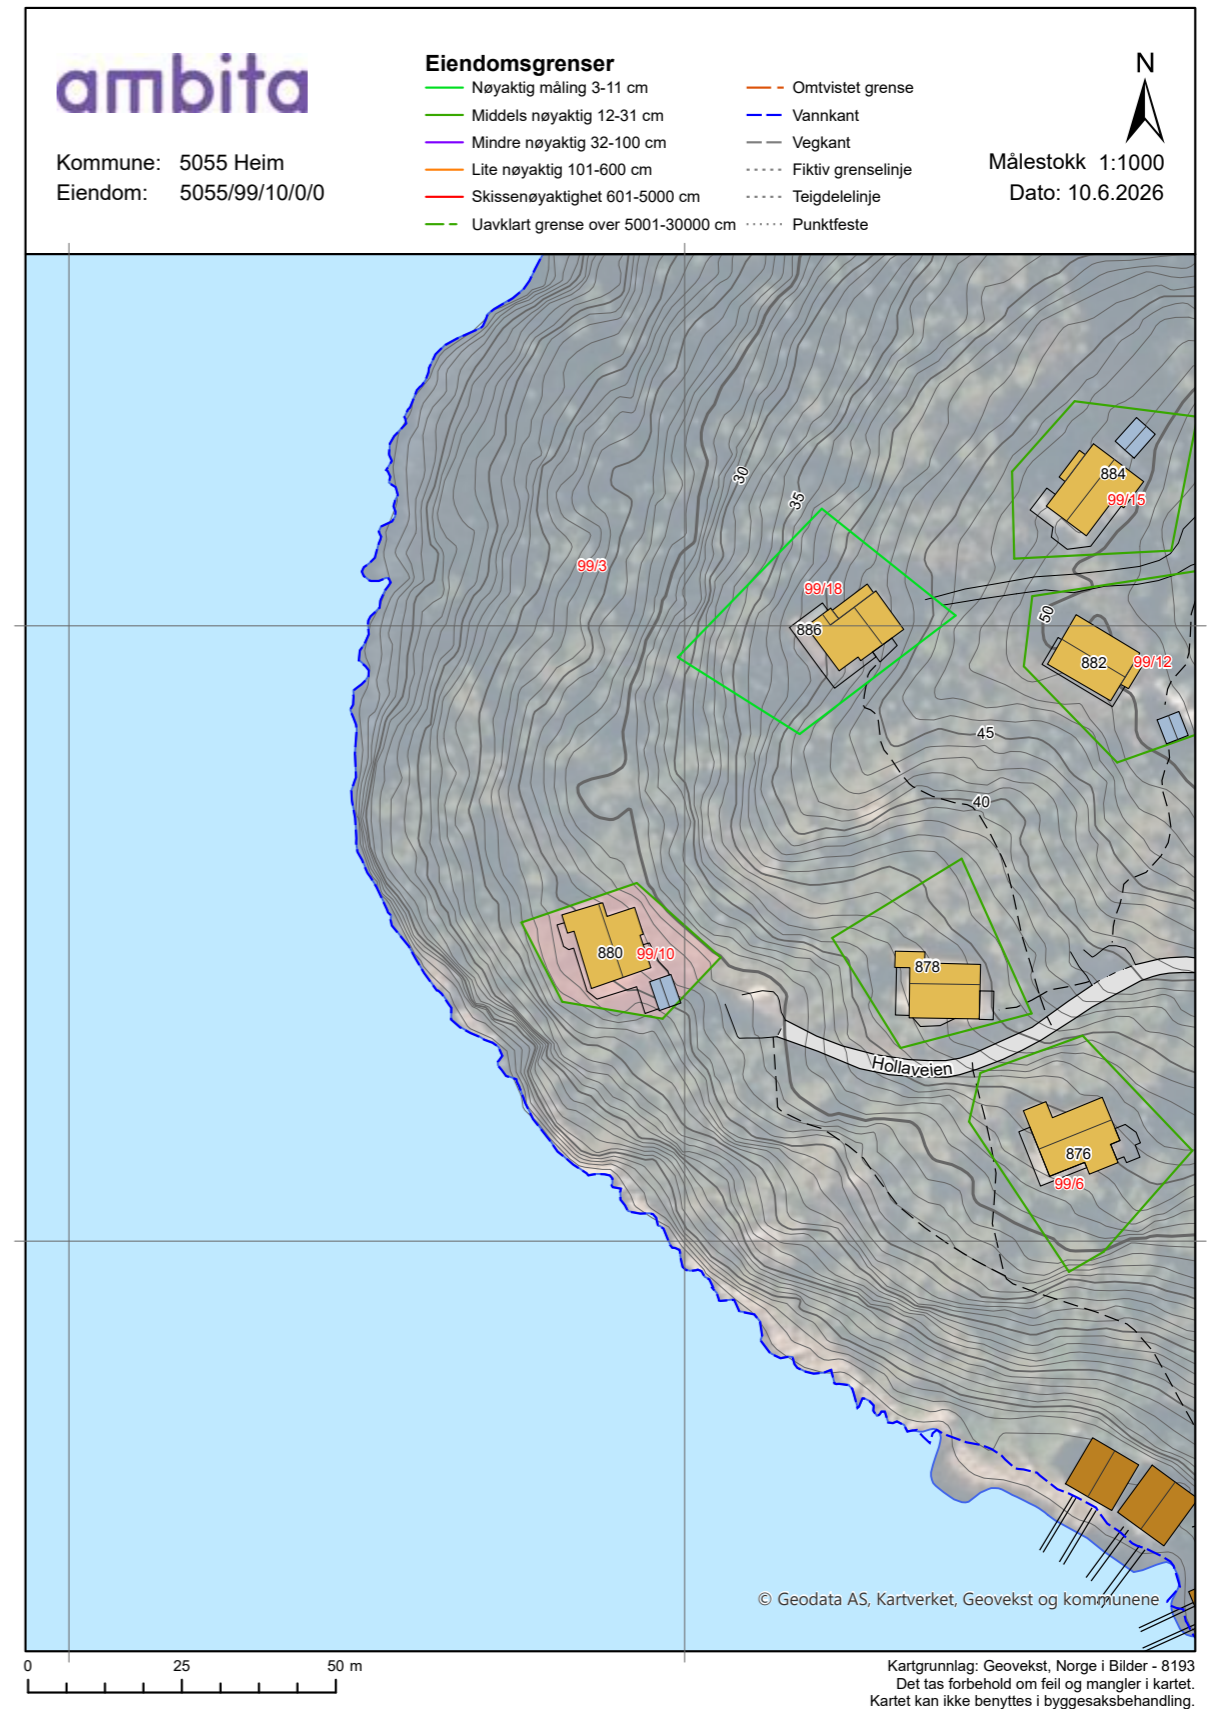 ambita
Kommune: 5055 Heim
Eiendom: 5055/99/10/0/0
Eiendomsgrenser
Nøyaktig måling 3-11 cm
Middels nøyaktig 12-31 cm
Mindre nøyaktig 32-100 cm
Lite nøyaktig 101-600 cm
Skissenøyaktighet 601-5000 cm
Uavklart grense over 5001-30000 cm
Omtvistet grense
Vannkant
Vegkant
Fiktiv grenselinje
Teigdelelinje
Punktfeste
N
Målestokk 1:1000
Dato: 10.6.2026
30
35
884
99/15
99/3
99/18
886
50
882
99/12
45
40
880
99/10
878
Hollaveien
876
99/6
© Geodata AS, Kartverket, Geovekst og kommunene
0 25 50 m
Kartgrunnlag: Geovekst, Norge i Bilder - 8193
Det tas forbehold om feil og mangler i kartet.
Kartet kan ikke benyttes i byggesaksbehandling.